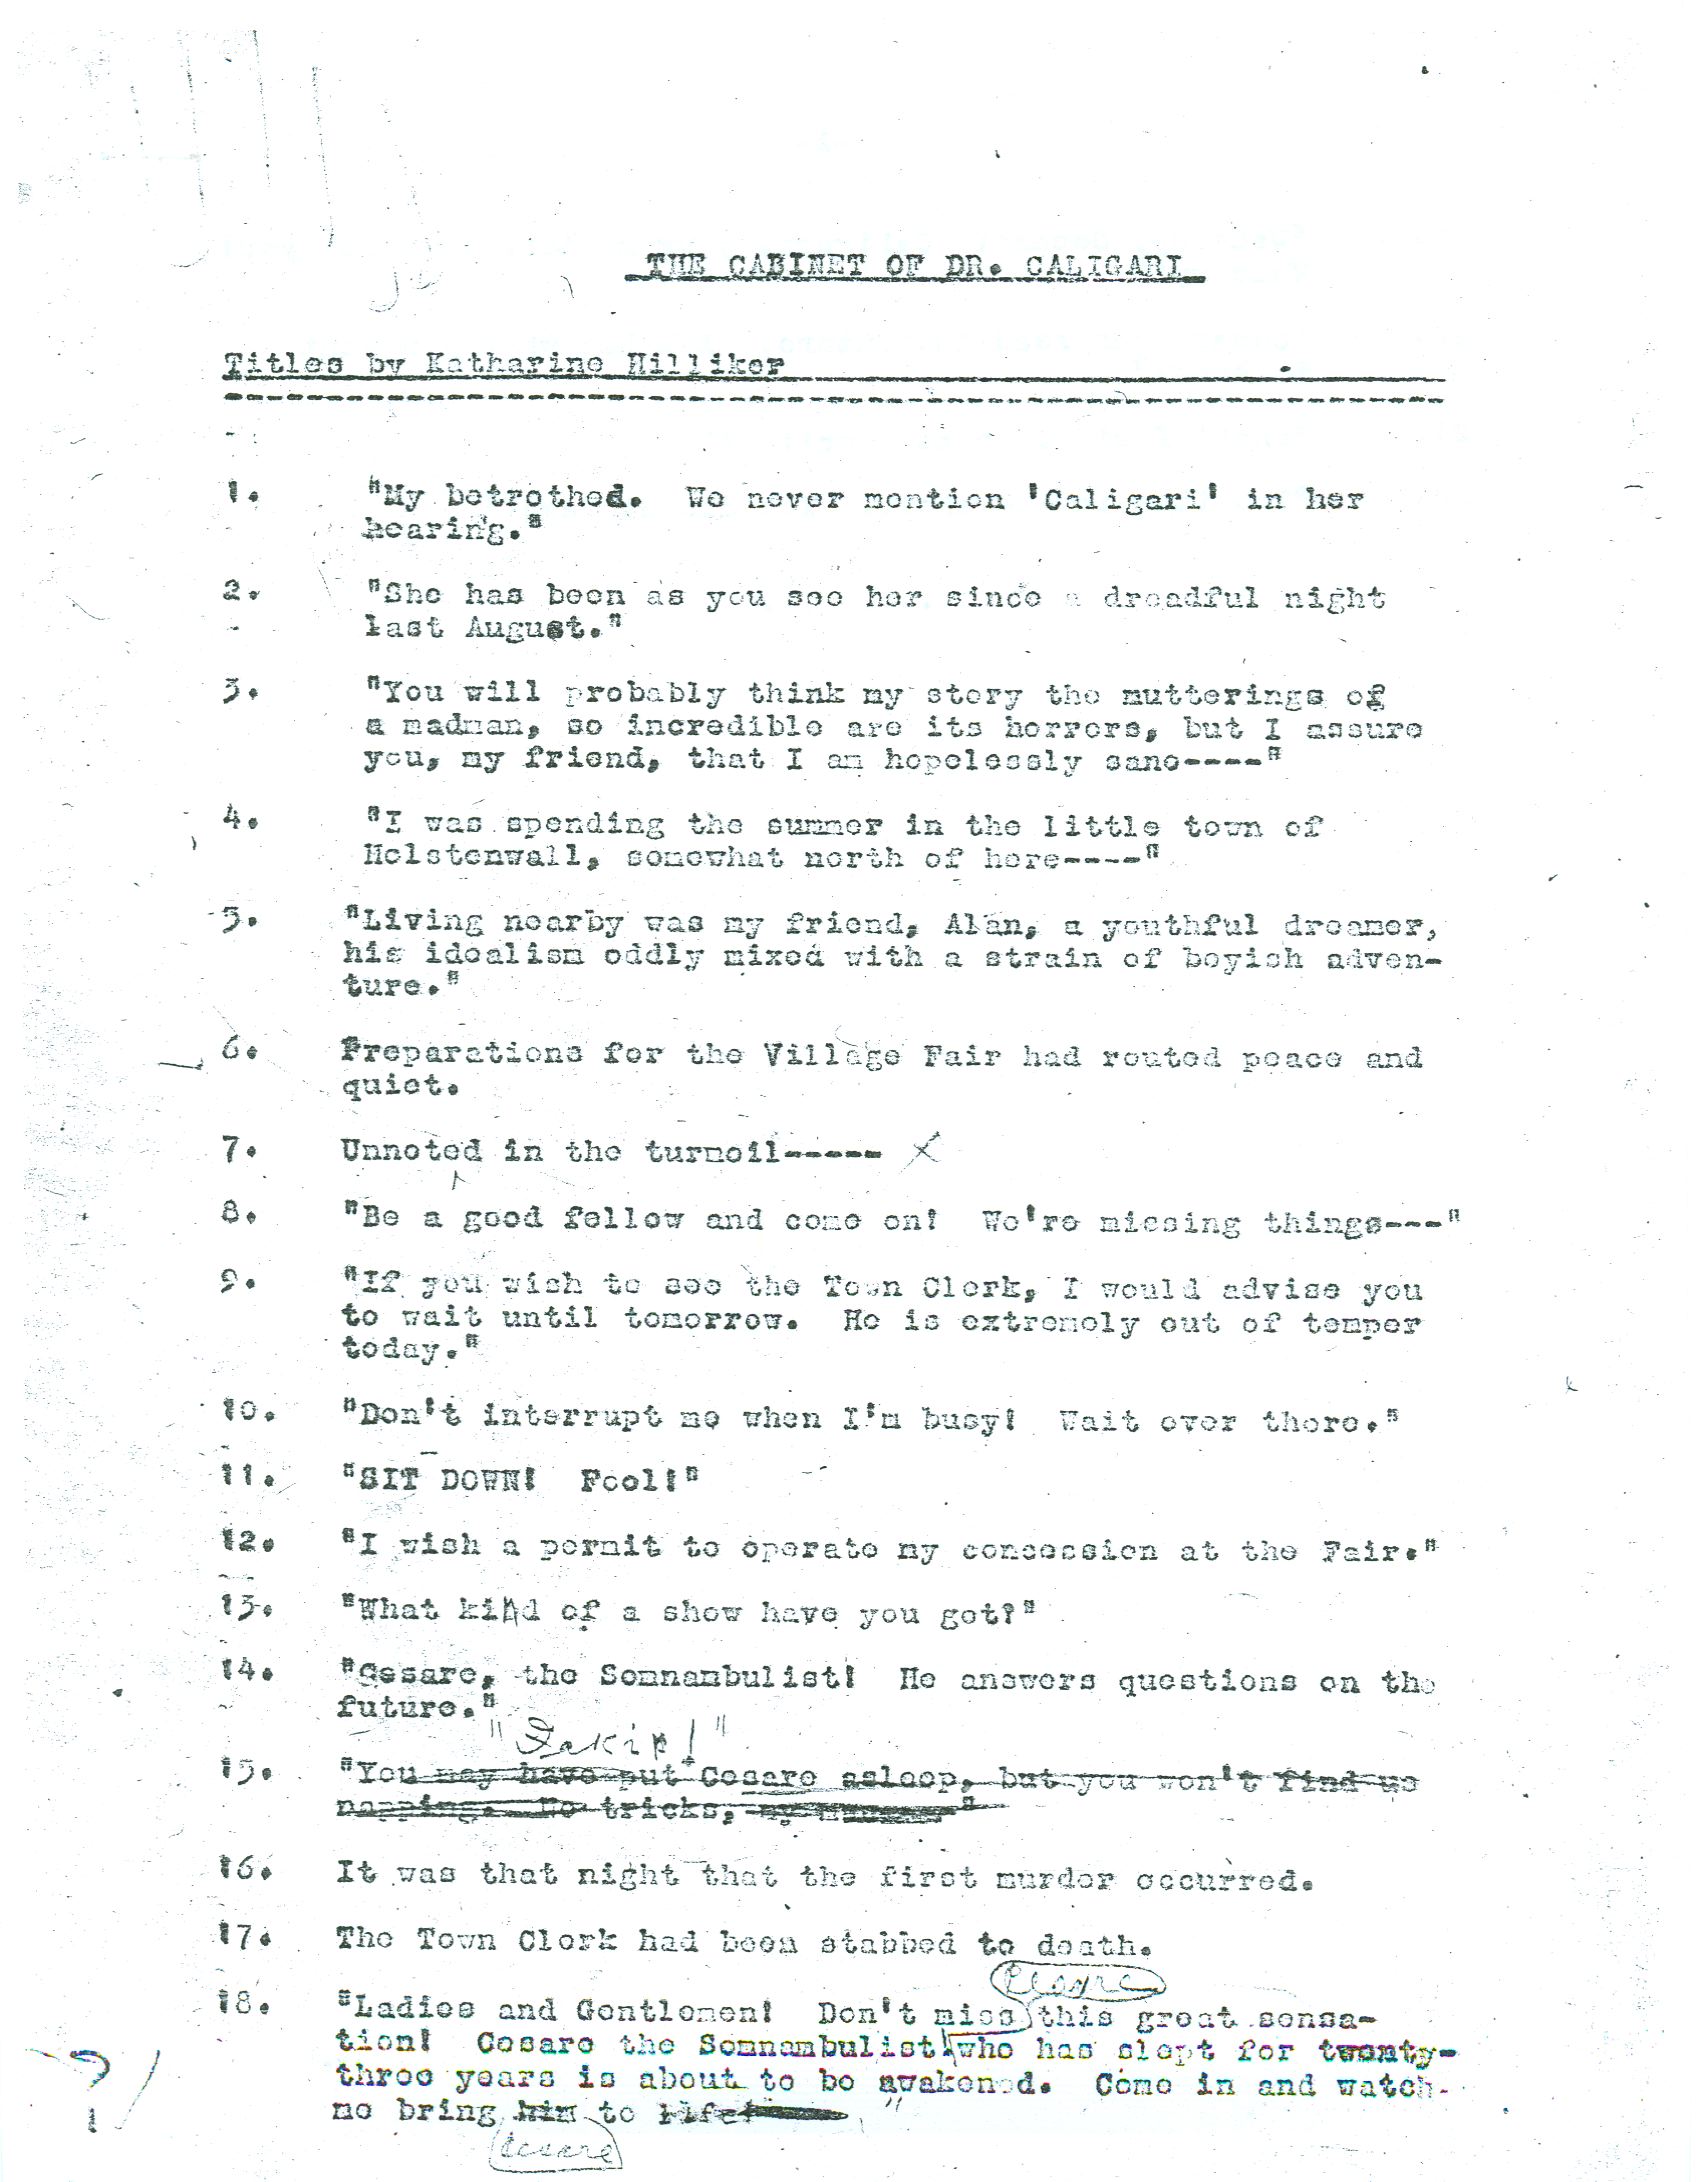 THE CABINET OF DR. CALIGARI
Titles by Katharine Hilliker
1. "My betrothed. We never mention 'Caligari' in her
hearing."
2. "She has been as you see her since a dreadful night
last August."
3. "You will probably think my story the mutterings of
a madman, so incredible are its horrors, but I assure
you, my friend, that I am hopelessly sane----"
4. "I was spending the summer in the little town of
Holstenwall, somewhat north of here----"
5. "Living nearby was my friend, Alan, a youthful dreamer,
his idealism oddly mixed with a strain of boyish adven-
ture."
6. Preparations for the Village Fair had routed peace and
quiet.
7. Unnoted in the turmoil----- X
8. "Be a good fellow and come on! We're missing things---"
9. "If you wish to see the Town Clerk, I would advise you
to wait until tomorrow. He is extremely out of temper
today."
10. "Don't interrupt me when I'm busy! Wait over there."
11. "SIT DOWN! Fool!"
12. "I wish a permit to operate my concession at the Fair."
13. "What kind of a show have you got?"
14. "Cesare, the Somnambulist! He answers questions on the
future."
"Fakir!"
15. "You may have put Cesare asleep, but you won't find us
napping. No tricks, my
16. It was that night that the first murder occurred.
17. The Town Clerk had been stabbed to death.
Cesare
18. "Ladies and Gentlemen! Don't miss this great sensa-
tion! Cesare the Somnambulist who has slept for twenty-
three years is about to be awakened. Come in and watch
me bring him to life! "
Cesare